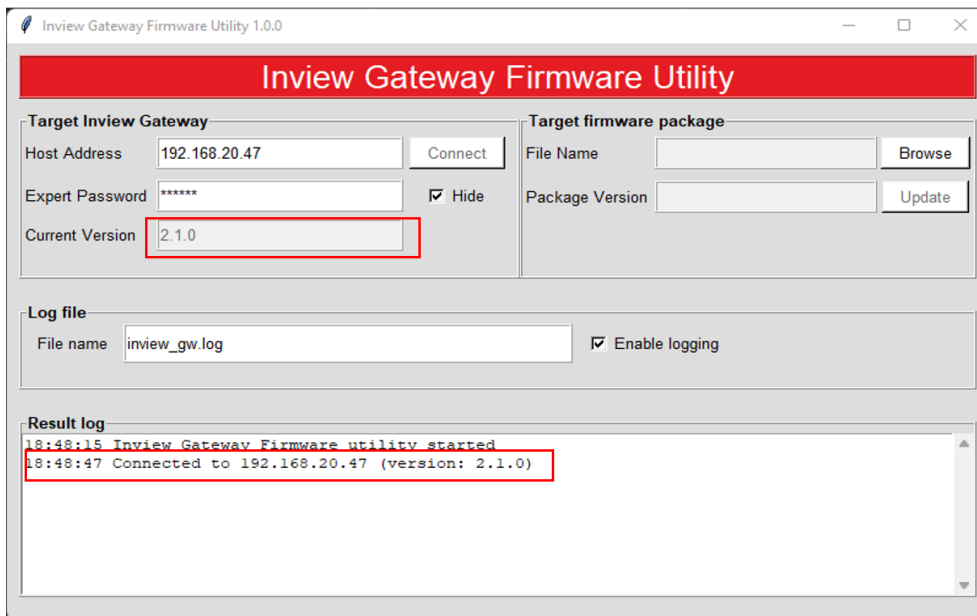 Inview Gateway Firmware Utility 1.0.0
Inview Gateway Firmware Utility
Target Inview Gateway
Host Address 192.168.20.47 Connect
Expert Password ****** Hide
Current Version 2.1.0
Target firmware package
File Name Browse
Package Version Update
Log file
File name inview_gw.log Enable logging
Result log
18:48:15 Inview Gateway Firmware utility started
18:48:47 Connected to 192.168.20.47 (version: 2.1.0)